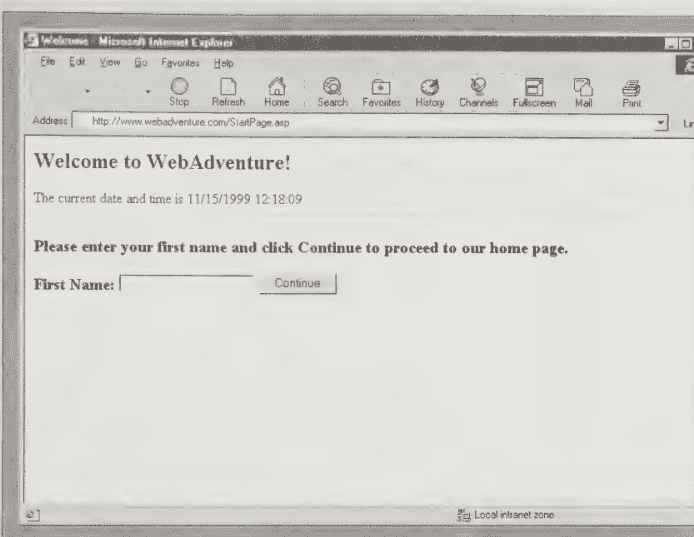 Welcome - Microsoft Internet Explorer
File Edit View Go Favorites Help
Stop Refresh Home Search Favorites History Channels Fullscreen Mail Print
Address http://www.webadventure.com/StartPage.asp
Welcome to WebAdventure!
The current date and time is 11/15/1999 12:18:09
Please enter your first name and click Continue to proceed to our home page.
First Name: Continue
Local intranet zone